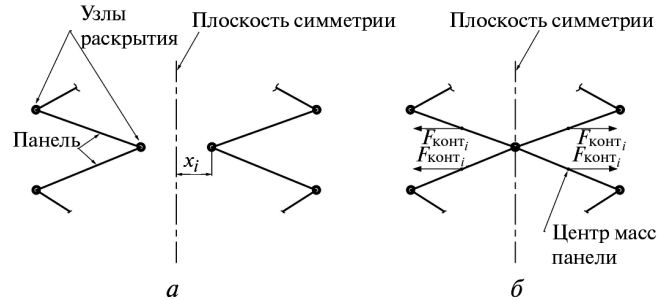 Узлы
раскрытия
Плоскость симметрии
Плоскость симметрии
Панель
x_i
F_конт_i
F_конт_i
F_конт_i
F_конт_i
Центр масс
панели
а
б